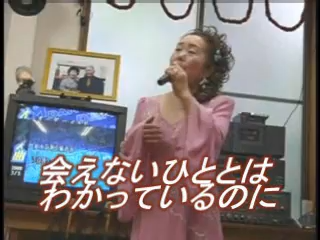 会えないひととは
わかっているのに